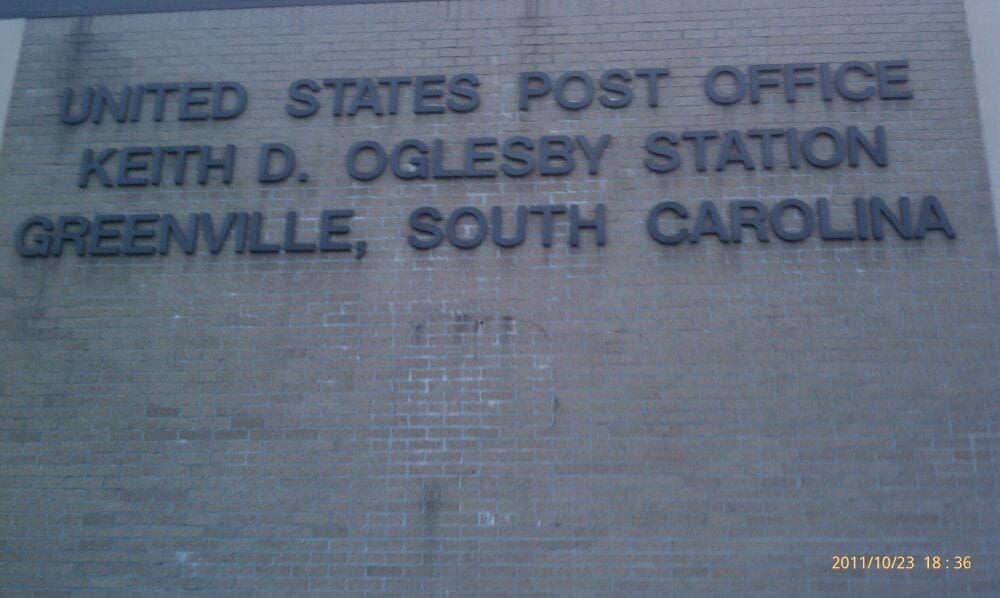 UNITED STATES POST OFFICE
KEITH D. OGLESBY STATION
GREENVILLE, SOUTH CAROLINA
2011/10/23 18:36